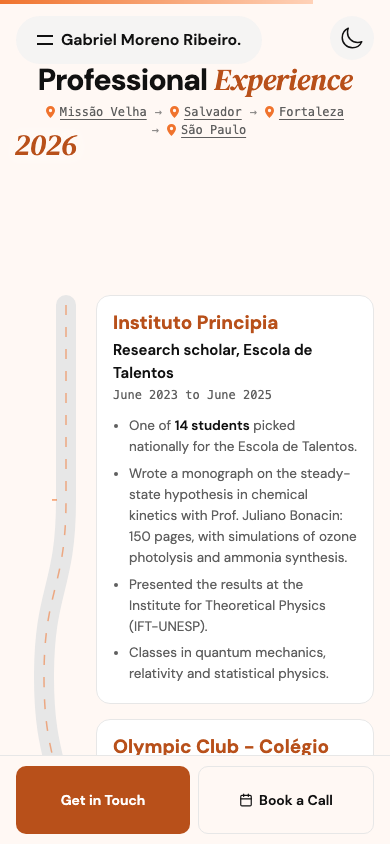 Gabriel Moreno Ribeiro.
Professional Experience
Missão Velha → Salvador → Fortaleza
→ São Paulo
2026
Instituto Principia
Research scholar, Escola de
Talentos
June 2023 to June 2025
• One of 14 students picked
nationally for the Escola de Talentos.
• Wrote a monograph on the steady-
state hypothesis in chemical
kinetics with Prof. Juliano Bonacin:
150 pages, with simulations of ozone
photolysis and ammonia synthesis.
• Presented the results at the
Institute for Theoretical Physics
(IFT-UNESP).
• Classes in quantum mechanics,
relativity and statistical physics.
Olympic Club - Colégio
Get in Touch
Book a Call